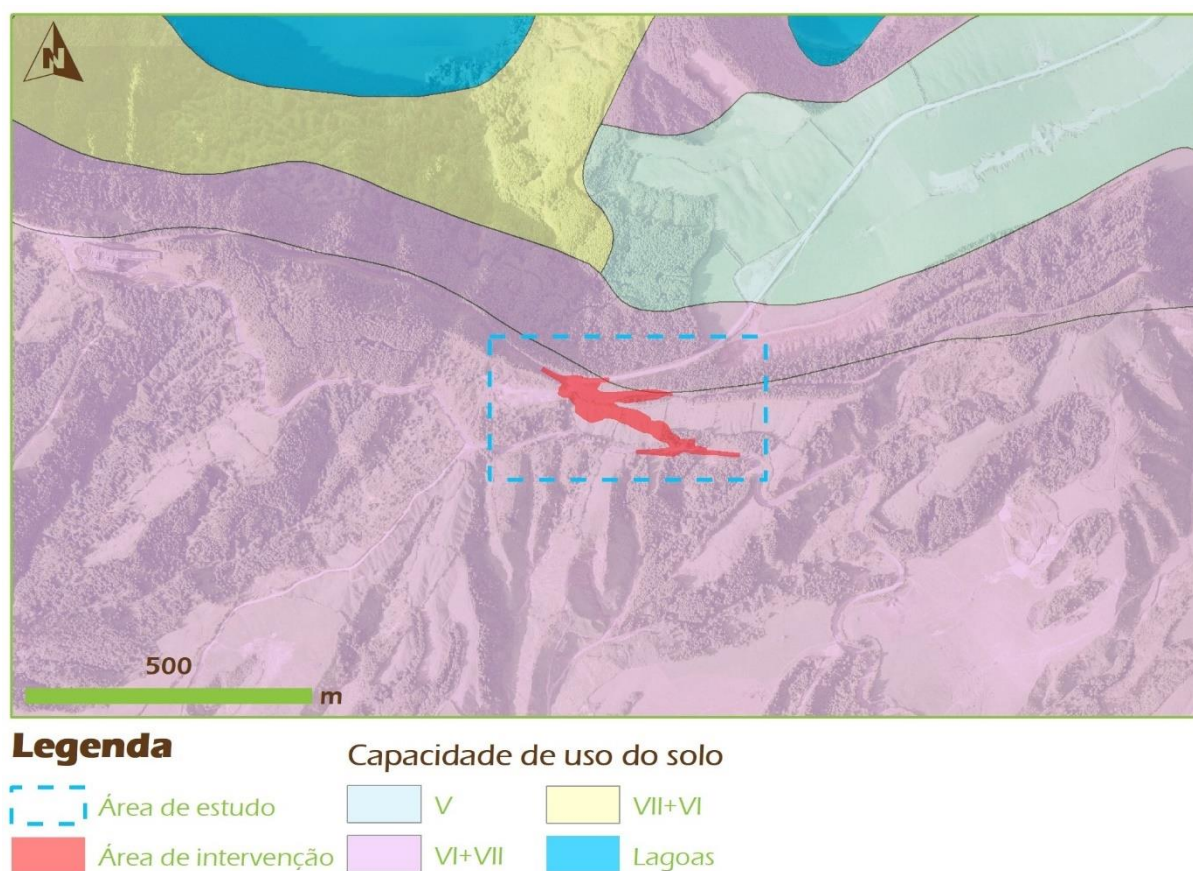 N
500
m
Legenda
Capacidade de uso do solo
Área de estudo
V
VII+VI
Área de intervenção
VI+VII
Lagoas